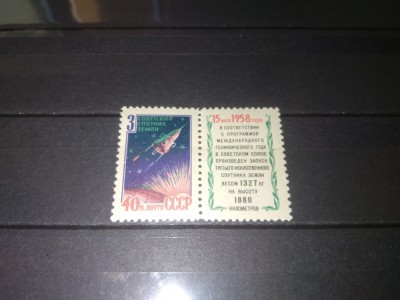 3 СОВЕТСКИЙ
СПУТНИК
ЗЕМЛИ
40 К. ПОЧТА СССР
15 МАЯ 1958 ГОДА
В СООТВЕТСТВИИ
С ПРОГРАММОЙ
МЕЖДУНАРОДНОГО
ГЕОФИЗИЧЕСКОГО ГОДА
В СОВЕТСКОМ СОЮЗЕ
ПРОИЗВЕДЕН ЗАПУСК
ТРЕТЬЕГО ИСКУССТВЕННОГО
СПУТНИКА ЗЕМЛИ
ВЕСОМ 1327 КГ
НА ВЫСОТУ
1880
КИЛОМЕТРОВ